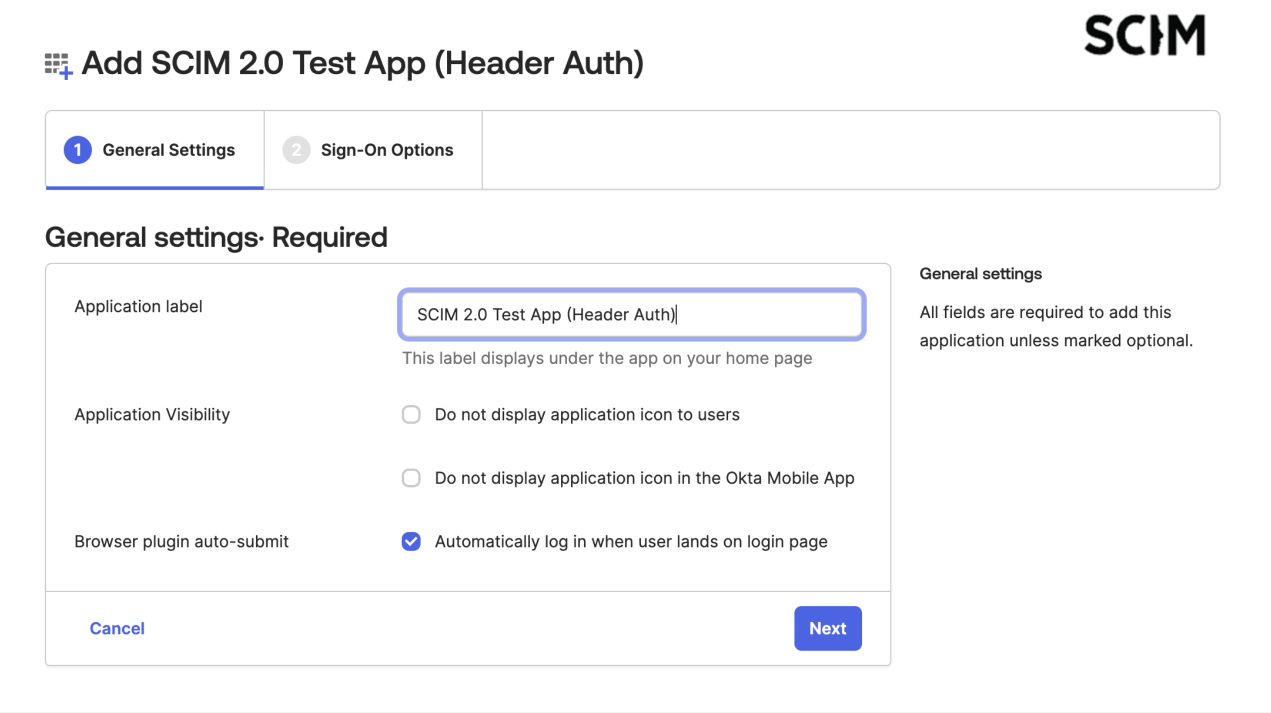 SCIM
Add SCIM 2.0 Test App (Header Auth)
1 General Settings
2 Sign-On Options
General settings· Required
Application label
SCIM 2.0 Test App (Header Auth)
This label displays under the app on your home page
Application Visibility
Do not display application icon to users
Do not display application icon in the Okta Mobile App
Browser plugin auto-submit
Automatically log in when user lands on login page
Cancel
Next
General settings
All fields are required to add this
application unless marked optional.